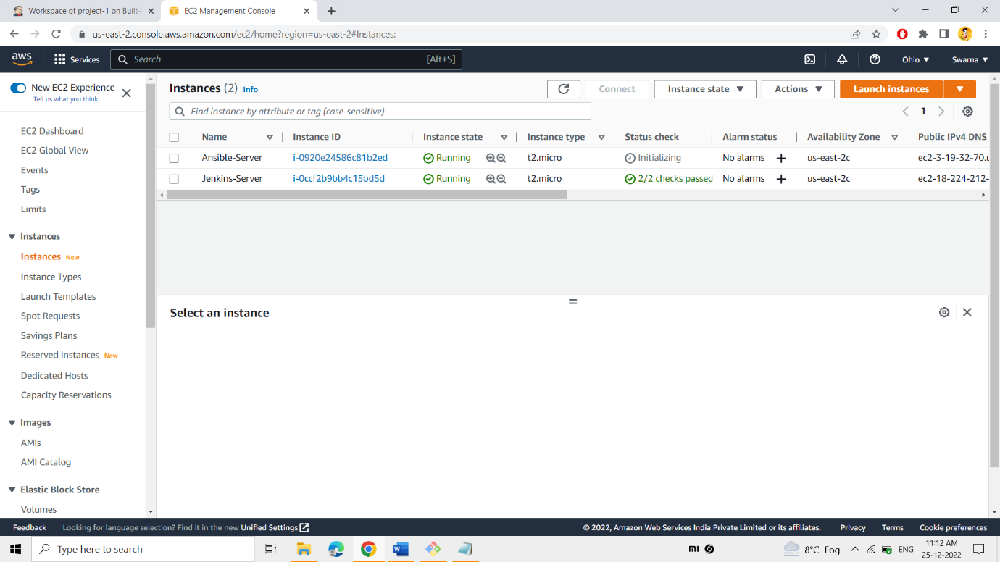 Workspace of project-1 on Built-
EC2 Management Console
us-east-2.console.aws.amazon.com/ec2/home?region=us-east-2#Instances:
aws
Services
Search
[Alt+S]
Ohio
Swarna
New EC2 Experience
Tell us what you think
EC2 Dashboard
EC2 Global View
Events
Tags
Limits
Instances
Instances New
Instance Types
Launch Templates
Spot Requests
Savings Plans
Reserved Instances New
Dedicated Hosts
Capacity Reservations
Images
AMIs
AMI Catalog
Elastic Block Store
Volumes
Instances (2) Info
Connect
Instance state
Actions
Launch instances
Find instance by attribute or tag (case-sensitive)
1
Name Instance ID Instance state Instance type Status check Alarm status Availability Zone Public IPv4 DNS
Ansible-Server i-0920e24586c81b2ed Running t2.micro Initializing No alarms us-east-2c ec2-3-19-32-70.u
Jenkins-Server i-0ccf2b9bb4c15bd5d Running t2.micro 2/2 checks passed No alarms us-east-2c ec2-18-224-212-
Select an instance
Feedback Looking for language selection? Find it in the new Unified Settings © 2022, Amazon Web Services India Private Limited or its affiliates. Privacy Terms Cookie preferences
Type here to search
8°C Fog
ENG
11:12 AM
25-12-2022